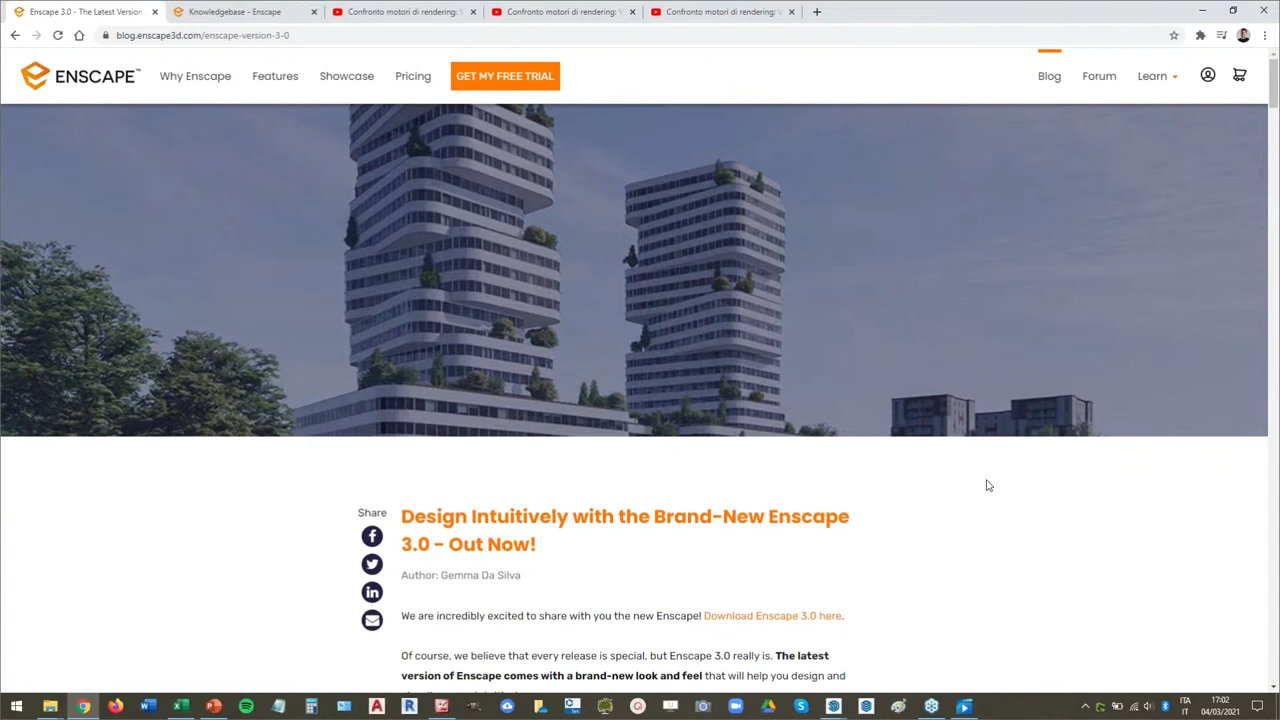 Enscape 3.0 - The Latest Version
Knowledgebase - Enscape
Confronto motori di rendering: V
Confronto motori di rendering: V
Confronto motori di rendering: V
blog.enscape3d.com/enscape-version-3-0
ENSCAPE™
Why Enscape
Features
Showcase
Pricing
GET MY FREE TRIAL
Blog
Forum
Learn
Share
Design Intuitively with the Brand-New Enscape
3.0 - Out Now!
Author: Gemma Da Silva
We are incredibly excited to share with you the new Enscape! Download Enscape 3.0 here.
Of course, we believe that every release is special, but Enscape 3.0 really is. The latest
version of Enscape comes with a brand-new look and feel that will help you design and
ITA
IT
17:02
04/03/2021